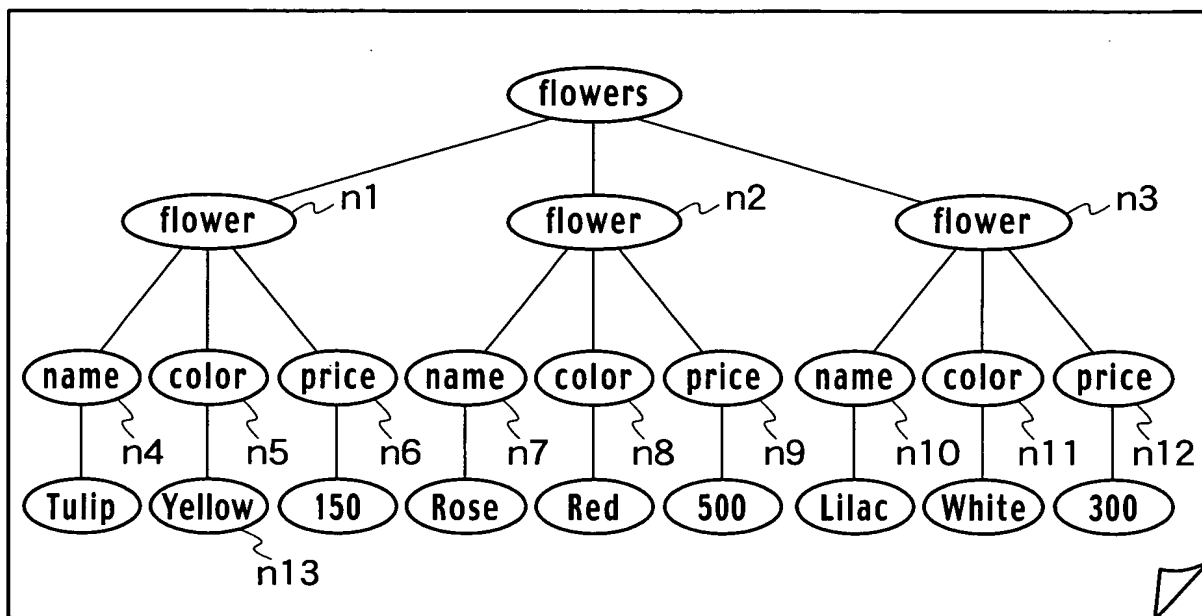 flowers
flower n1 flower n2 flower n3
name color price name color price name color price
n4 n5 n6 n7 n8 n9 n10 n11 n12
Tulip Yellow 150 Rose Red 500 Lilac White 300
n13